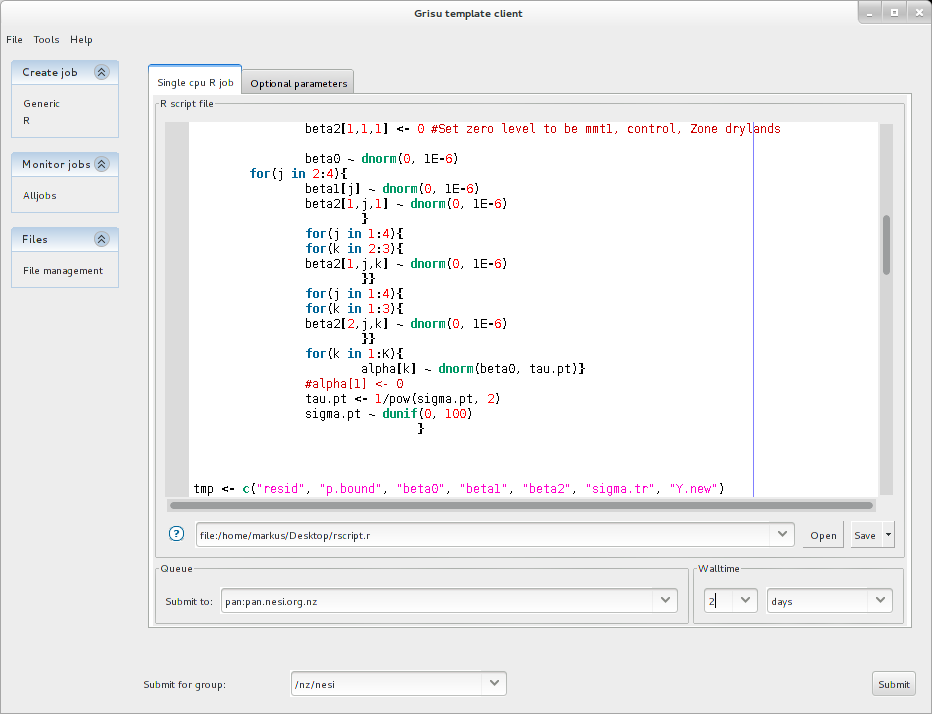 Grisu template client
File Tools Help
Create job
Generic
R
Monitor jobs
Alljobs
Files
File management
Single cpu R job
Optional parameters
R script file
beta2[1,1,1] <- 0 #Set zero level to be mmt1, control, Zone drylands
beta0 ~ dnorm(0, 1E-6)
for(j in 2:4){
beta1[j] ~ dnorm(0, 1E-6)
beta2[1,j,1] ~ dnorm(0, 1E-6)
}
for(j in 1:4){
for(k in 2:3){
beta2[1,j,k] ~ dnorm(0, 1E-6)
}}
for(j in 1:4){
for(k in 1:3){
beta2[2,j,k] ~ dnorm(0, 1E-6)
}}
for(k in 1:K){
alpha[k] ~ dnorm(beta0, tau.pt)}
#alpha[1] <- 0
tau.pt <- 1/pow(sigma.pt, 2)
sigma.pt ~ dunif(0, 100)
}
tmp <- c("resid", "p.bound", "beta0", "beta1", "beta2", "sigma.tr", "Y.new")
? file:/home/markus/Desktop/rscript.r Open Save
Queue
Submit to: pan:pan.nesi.org.nz
Walltime
2 days
Submit for group: /nz/nesi
Submit